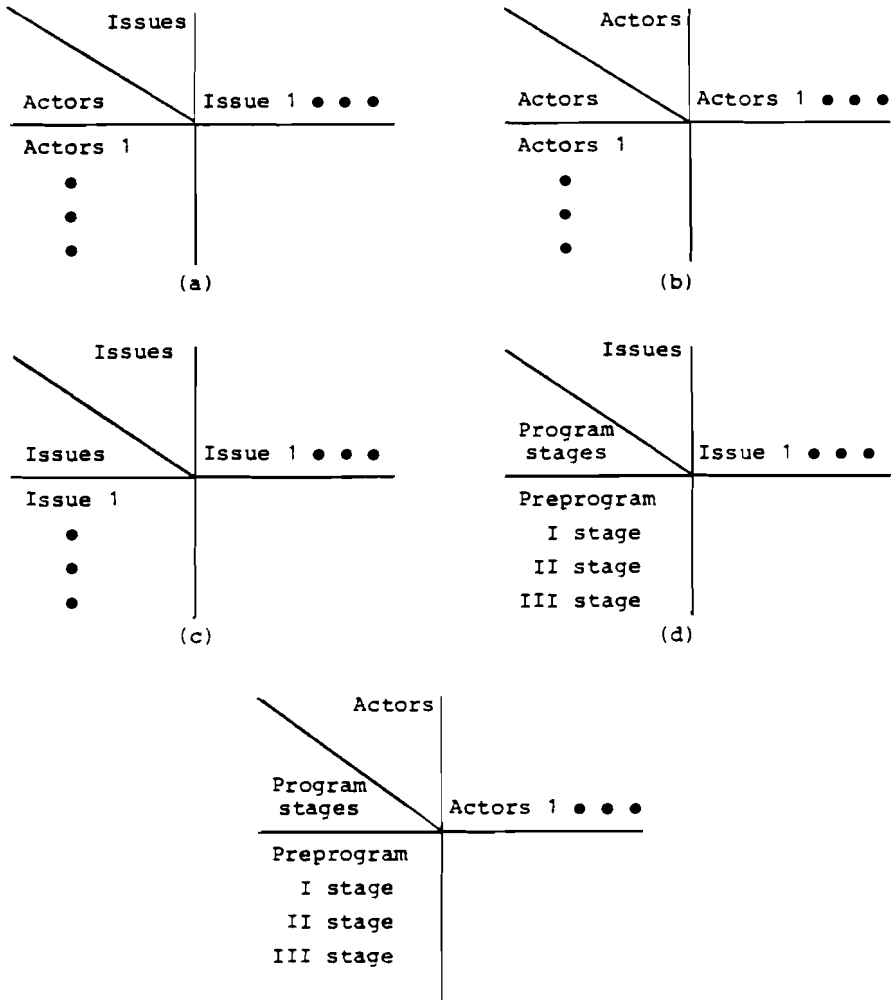 Issues
Actors
Issue 1 ● ● ●
Actors 1
●
●
●
(a)
Actors
Actors
Actors 1 ● ● ●
Actors 1
●
●
●
(b)
Issues
Issues
Issue 1 ● ● ●
Issue 1
●
●
●
(c)
Issues
Program
stages
Issue 1 ● ● ●
Preprogram
I stage
II stage
III stage
(d)
Actors
Program
stages
Actors 1 ● ● ●
Preprogram
I stage
II stage
III stage